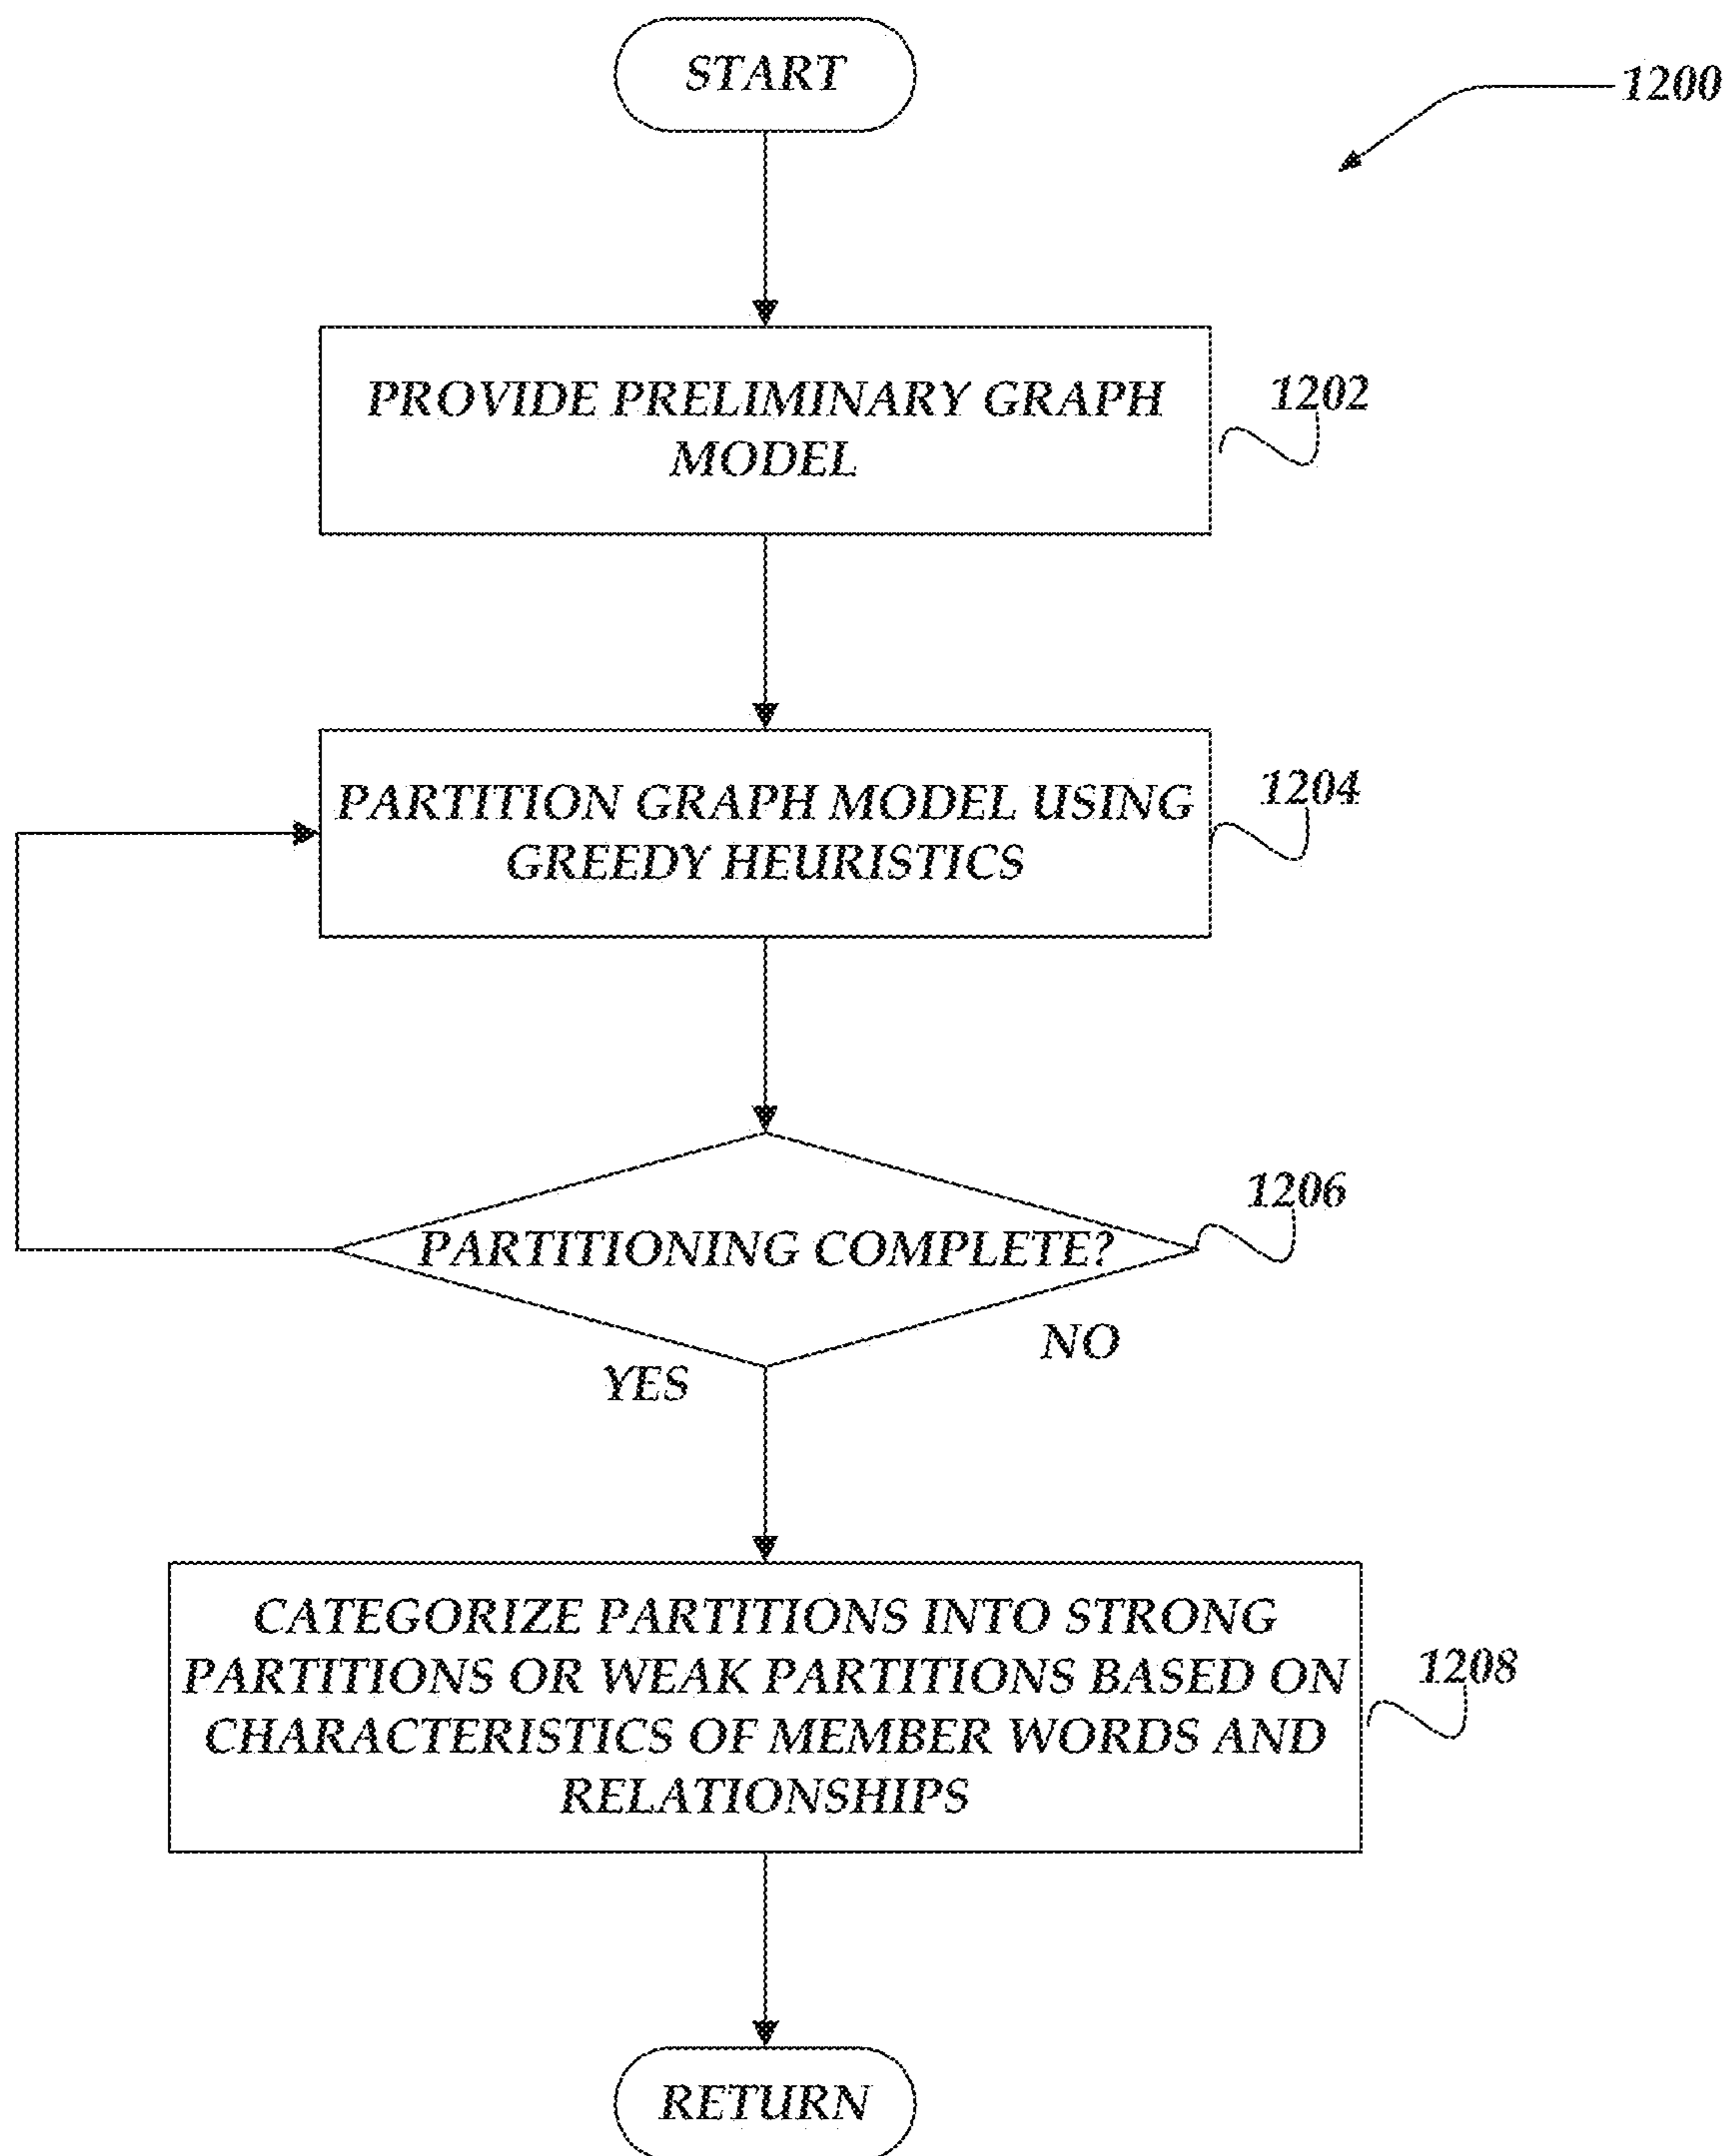 START
1200
PROVIDE PRELIMINARY GRAPH
MODEL
1202
PARTITION GRAPH MODEL USING
GREEDY HEURISTICS
1204
PARTITIONING COMPLETE?
1206
NO
YES
CATEGORIZE PARTITIONS INTO STRONG
PARTITIONS OR WEAK PARTITIONS BASED ON
CHARACTERISTICS OF MEMBER WORDS AND
RELATIONSHIPS
1208
RETURN